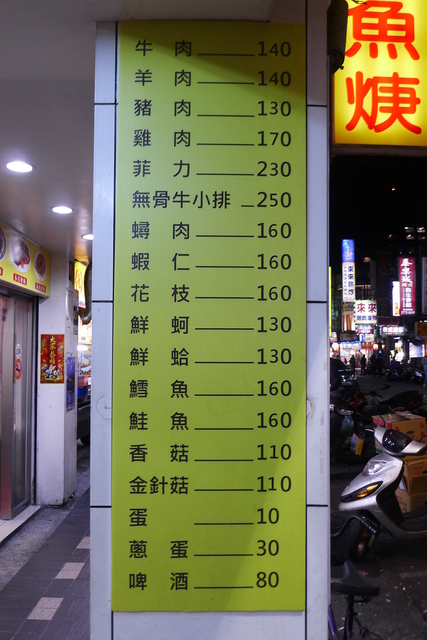 牛肉 140
羊肉 140
豬肉 130
雞肉 170
菲力 230
無骨牛小排 250
蟳肉 160
蝦仁 160
花枝 160
鮮蚵 130
鮮蛤 130
鱈魚 160
鮭魚 160
香菇 110
金針菇 110
蛋 10
蔥蛋 30
啤酒 80
魚
焿
來來